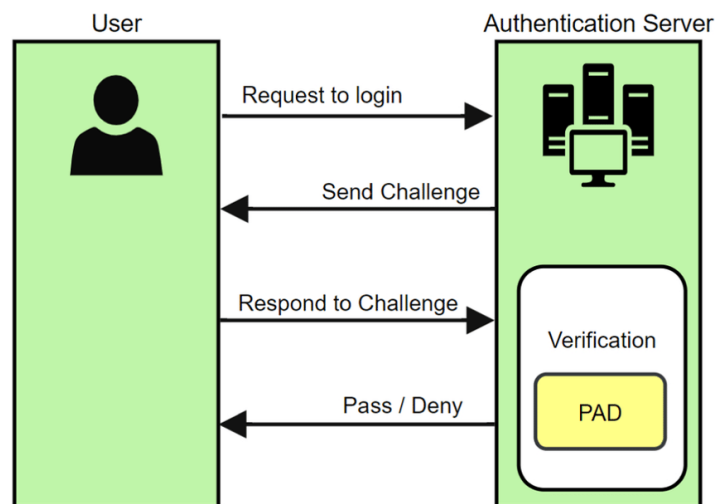 User
Authentication Server
Request to login
Send Challenge
Respond to Challenge
Verification
PAD
Pass / Deny